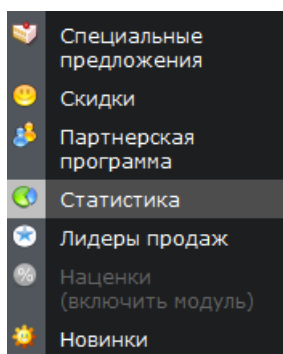 Специальные
предложения
Скидки
Партнерская
программа
Статистика
Лидеры продаж
%
Наценки
(включить модуль)
Новинки